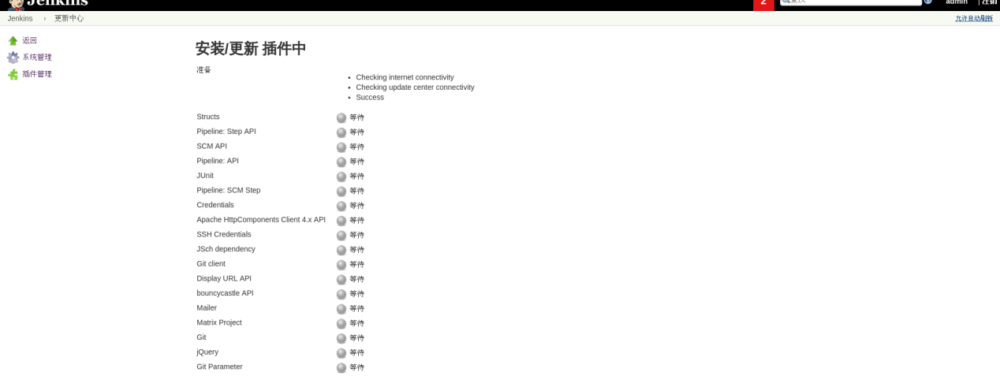 Jenkins
2
查找
admin
| 注销
Jenkins
更新中心
允许自动刷新
返回
系统管理
插件管理
安装/更新 插件中
准备
Checking internet connectivity
Checking update center connectivity
Success
Structs 等待
Pipeline: Step API 等待
SCM API 等待
Pipeline: API 等待
JUnit 等待
Pipeline: SCM Step 等待
Credentials 等待
Apache HttpComponents Client 4.x API 等待
SSH Credentials 等待
JSch dependency 等待
Git client 等待
Display URL API 等待
bouncycastle API 等待
Mailer 等待
Matrix Project 等待
Git 等待
jQuery 等待
Git Parameter 等待